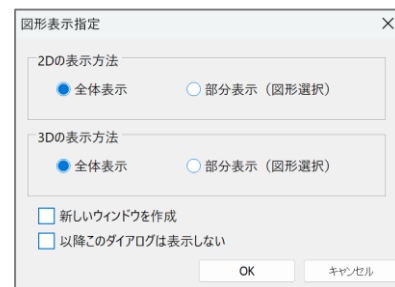 図形表示指定
2Dの表示方法
全体表示 部分表示（図形選択）
3Dの表示方法
全体表示 部分表示（図形選択）
新しいウィンドウを作成
以降このダイアログは表示しない
OK キャンセル